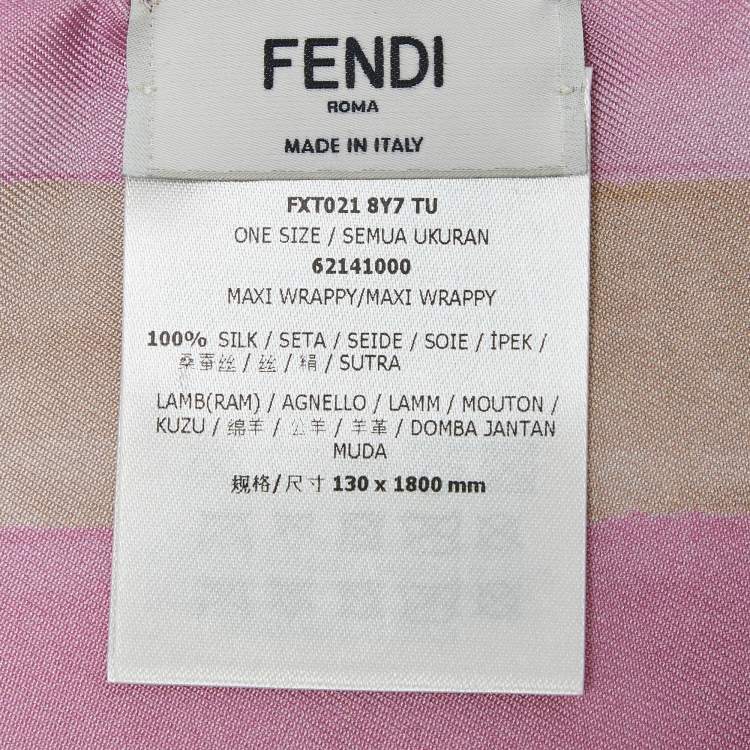 FENDI
ROMA
MADE IN ITALY
FXT021 8Y7 TU
ONE SIZE / SEMUA UKURAN
62141000
MAXI WRAPPY/MAXI WRAPPY
100% SILK / SETA / SEIDE / SOIE / İPEK /
桑蚕丝 / 丝 / 絹 / SUTRA
LAMB(RAM) / AGNELLO / LAMM / MOUTON /
KUZU / 绵羊 / 公羊 / 羊革 / DOMBA JANTAN
MUDA
规格/尺寸 130 x 1800 mm